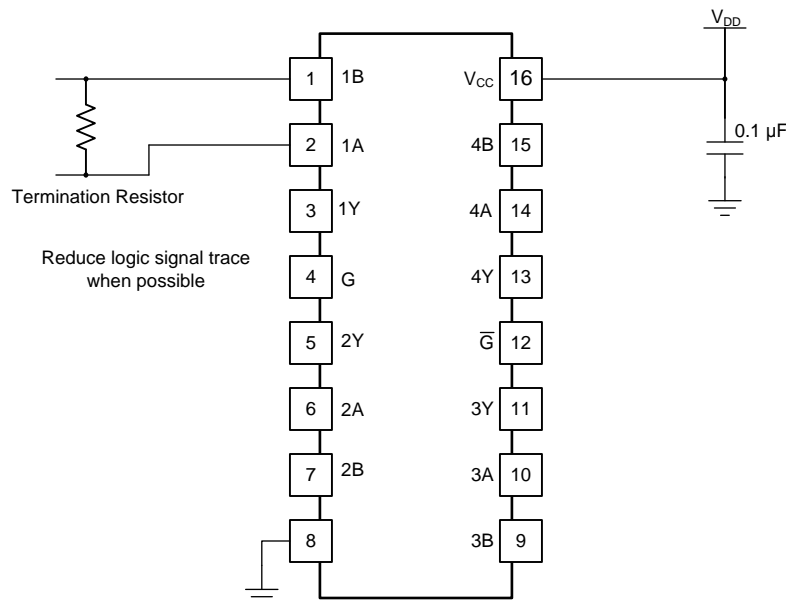 V_DD
1 1B V_CC 16
0.1 µF
2 1A 4B 15
Termination Resistor
3 1Y 4A 14
Reduce logic signal trace
when possible
4 G 4Y 13
5 2Y G̅ 12
6 2A 3Y 11
7 2B 3A 10
8 3B 9